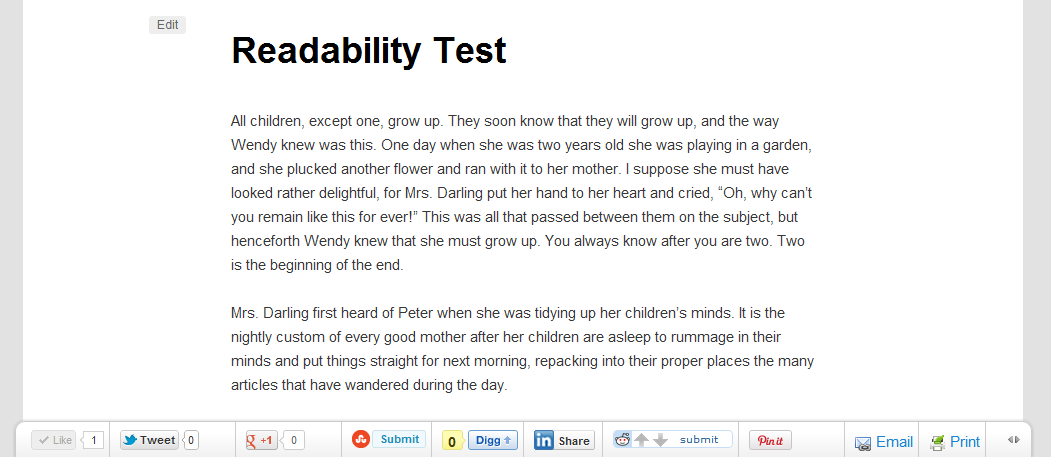 Edit
Readability Test
All children, except one, grow up. They soon know that they will grow up, and the way
Wendy knew was this. One day when she was two years old she was playing in a garden,
and she plucked another flower and ran with it to her mother. I suppose she must have
looked rather delightful, for Mrs. Darling put her hand to her heart and cried, “Oh, why can’t
you remain like this for ever!” This was all that passed between them on the subject, but
henceforth Wendy knew that she must grow up. You always know after you are two. Two
is the beginning of the end.
Mrs. Darling first heard of Peter when she was tidying up her children’s minds. It is the
nightly custom of every good mother after her children are asleep to rummage in their
minds and put things straight for next morning, repacking into their proper places the many
articles that have wandered during the day.
Like 1 Tweet 0 g +1 0 Submit 0 Digg in Share submit Pin it Email Print